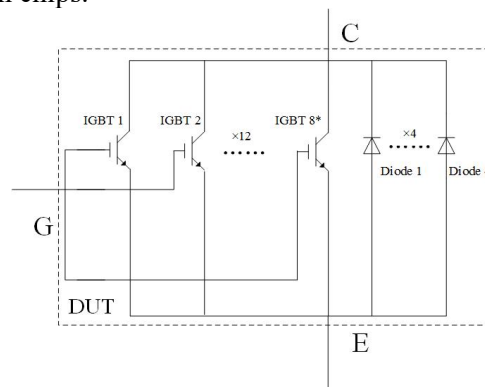 C
IGBT 1
IGBT 2
×12
IGBT 8*
×4
Diode 1
Diode
G
DUT
E